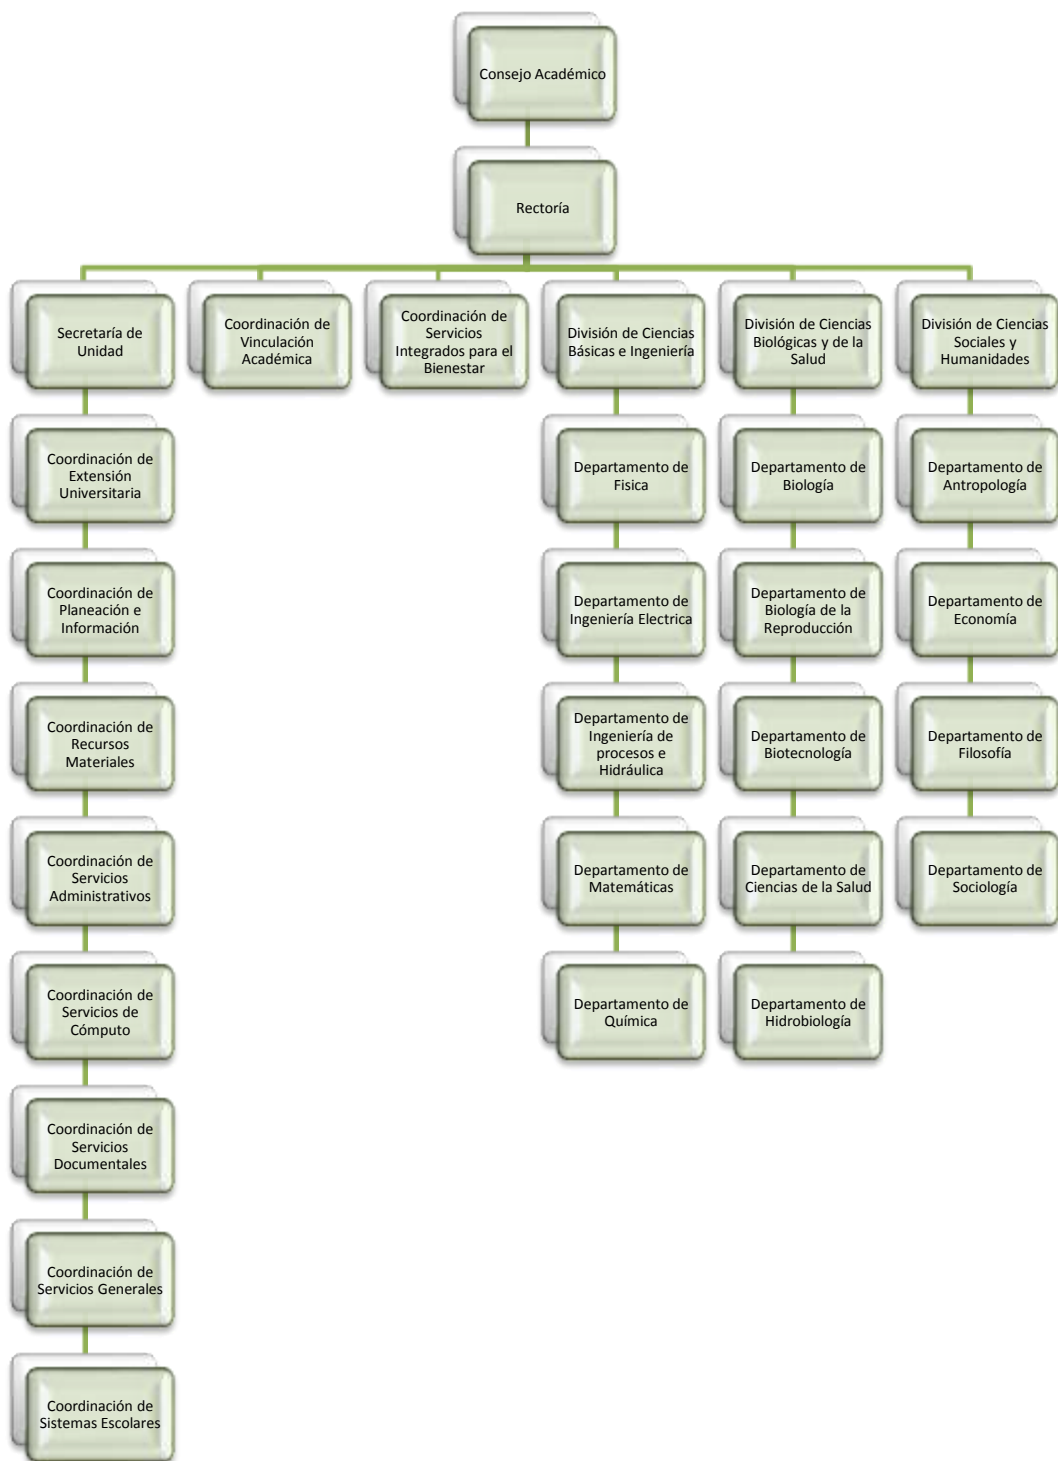 Consejo Académico
Rectoría
Secretaría de
Unidad
Coordinación de
Vinculación
Académica
Coordinación de
Servicios
Integrados para el
Bienestar
División de Ciencias
Básicas e Ingeniería
División de Ciencias
Biológicas y de la
Salud
División de Ciencias
Sociales y
Humanidades
Coordinación de
Extensión
Universitaria
Departamento de
Fisica
Departamento de
Biología
Departamento de
Antropología
Coordinación de
Planeación e
Información
Departamento de
Ingeniería Electrica
Departamento de
Biología de la
Reproducción
Departamento de
Economía
Coordinación de
Recursos
Materiales
Departamento de
Ingeniería de
procesos e
Hidráulica
Departamento de
Biotecnología
Departamento de
Filosofía
Coordinación de
Servicios
Administrativos
Departamento de
Matemáticas
Departamento de
Ciencias de la Salud
Departamento de
Sociología
Coordinación de
Servicios de
Cómputo
Departamento de
Química
Departamento de
Hidrobiología
Coordinación de
Servicios
Documentales
Coordinación de
Servicios Generales
Coordinación de
Sistemas Escolares